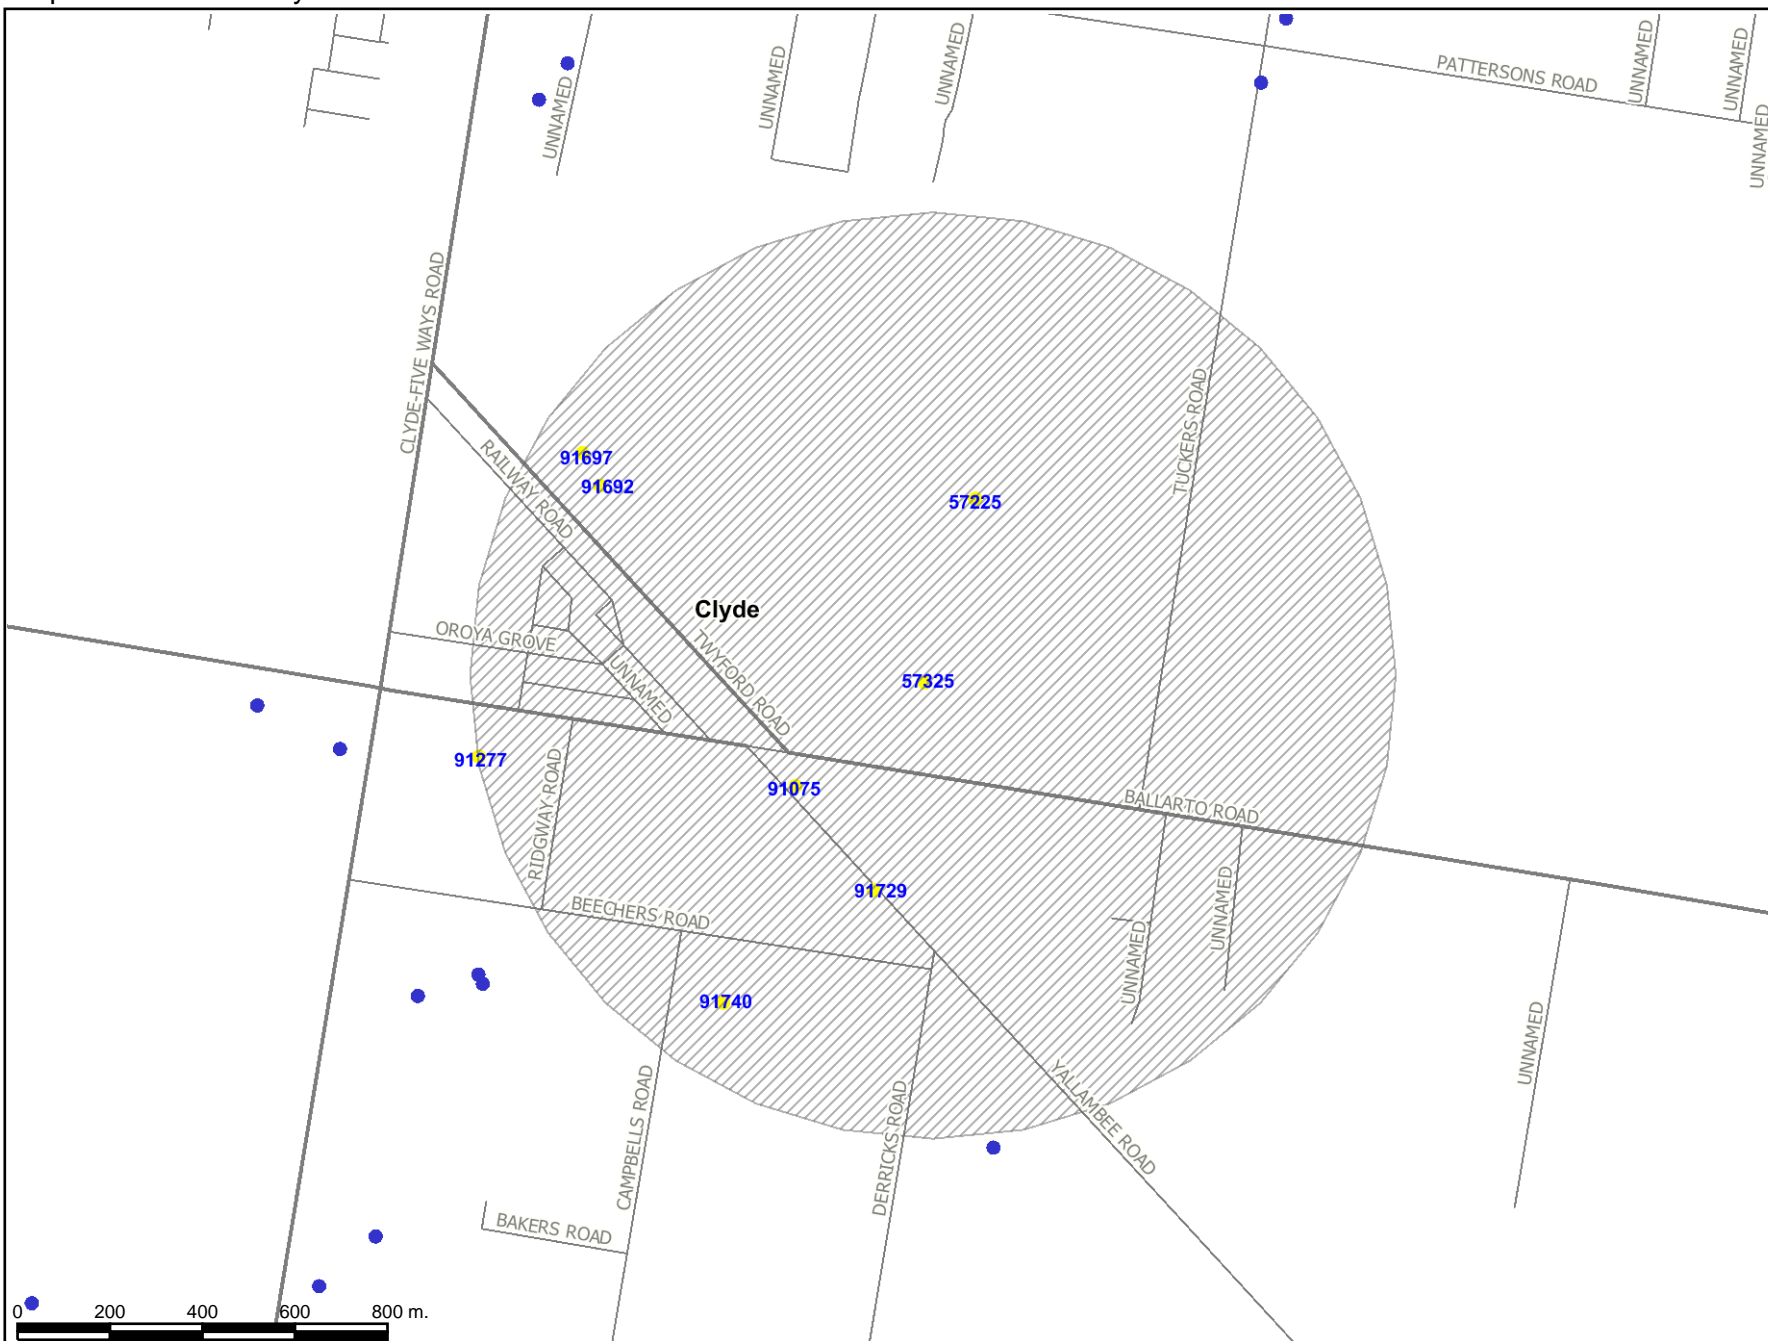 UNNAMED
UNNAMED
UNNAMED
PATTERSONS ROAD
UNNAMED
UNNAMED
UNNAMED
CLYDE-FIVE WAYS ROAD
RAILWAY ROAD
91697
91692
57225
TUCKERS ROAD
Clyde
OROYA GROVE
UNNAMED
TWYFORD ROAD
57325
91277
RIDGWAY ROAD
91075
BALLARTO ROAD
BEECHERS ROAD
91729
UNNAMED
UNNAMED
91740
UNNAMED
CAMPBELLS ROAD
DERRICKS ROAD
YALLAMBEE ROAD
BAKERS ROAD
0 200 400 600 800 m.